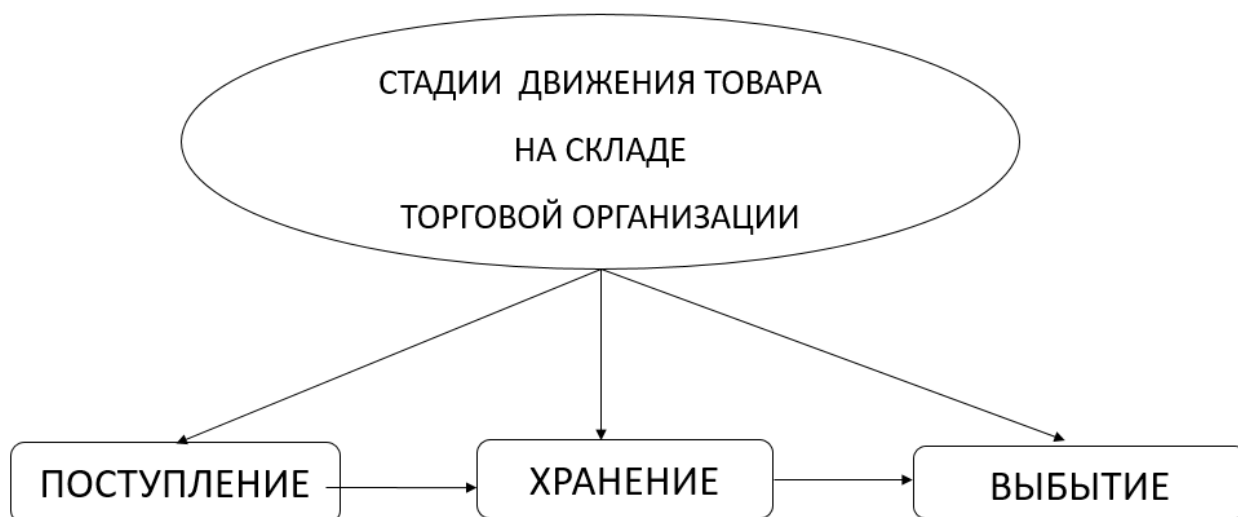 СТАДИИ ДВИЖЕНИЯ ТОВАРА
НА СКЛАДЕ
ТОРГОВОЙ ОРГАНИЗАЦИИ
ПОСТУПЛЕНИЕ
ХРАНЕНИЕ
ВЫБЫТИЕ